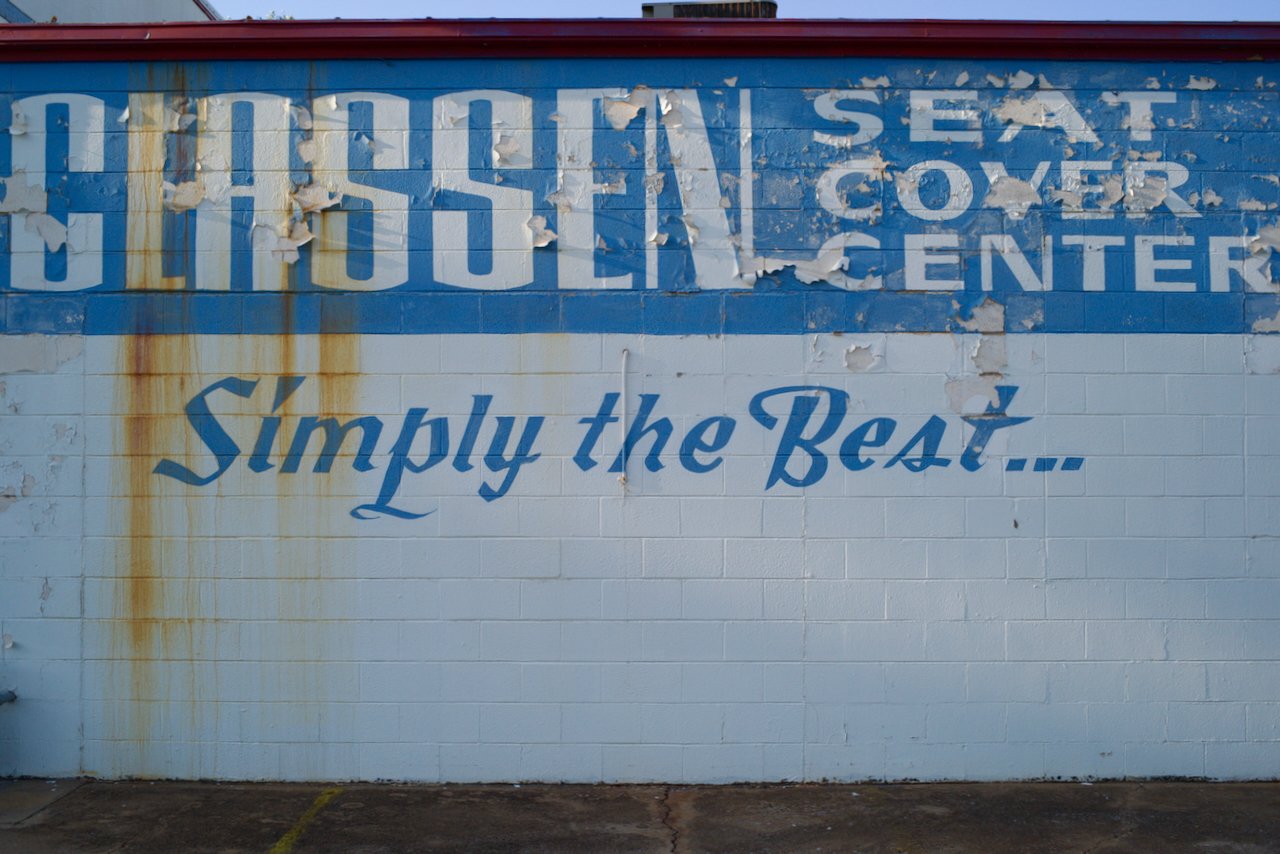 CLASSEN
SEAT
COVER
CENTER
Simply the Best...